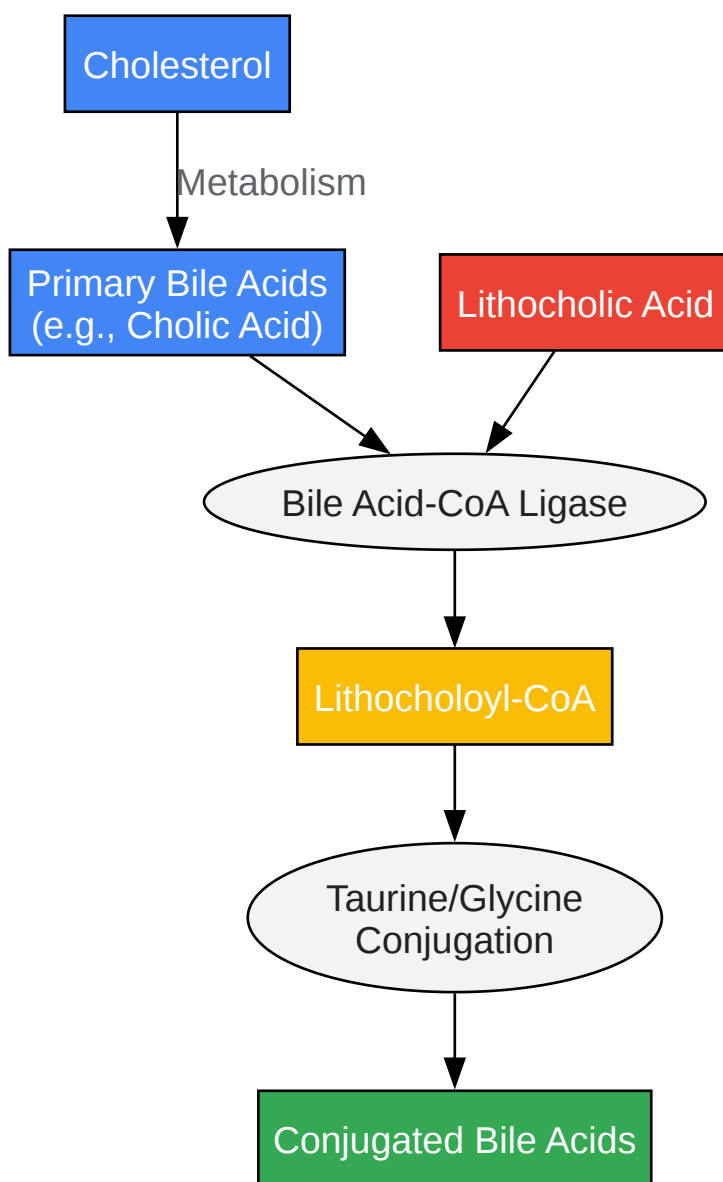 Cholesterol
Metabolism
Primary Bile Acids
(e.g., Cholic Acid)
Lithocholic Acid
Bile Acid-CoA Ligase
Lithocholoyl-CoA
Taurine/Glycine
Conjugation
Conjugated Bile Acids